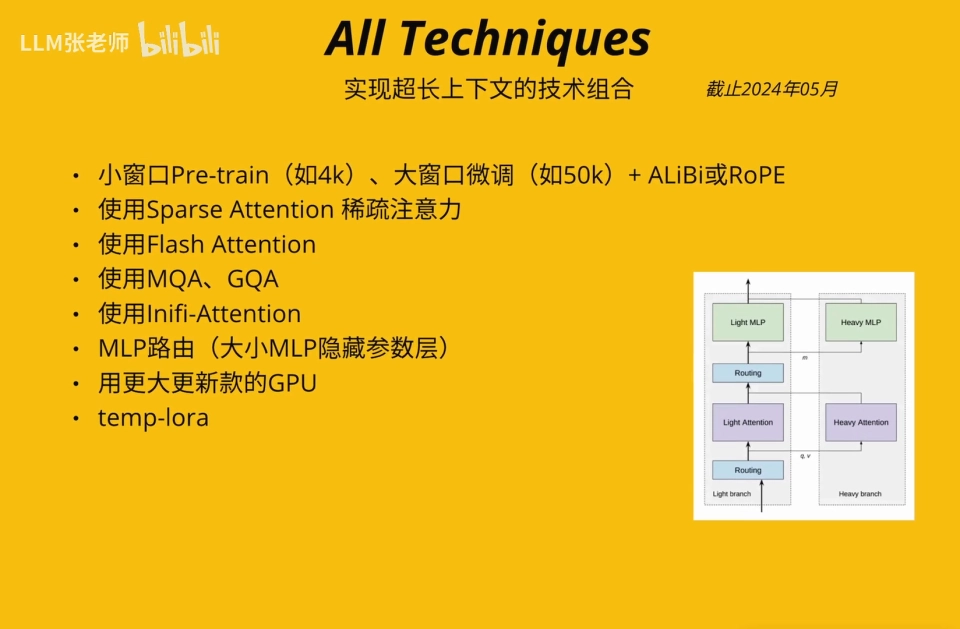 LLM张老师 bilibili
All Techniques
实现超长上下文的技术组合
截止2024年05月
• 小窗口Pre-train（如4k）、大窗口微调（如50k）+ ALiBi或RoPE
• 使用Sparse Attention 稀疏注意力
• 使用Flash Attention
• 使用MQA、GQA
• 使用Inifi-Attention
• MLP路由（大小MLP隐藏参数层）
• 用更大更新款的GPU
• temp-lora
Light MLP
Heavy MLP
m
Routing
Light Attention
Heavy Attention
q, v
Routing
Light branch
Heavy branch